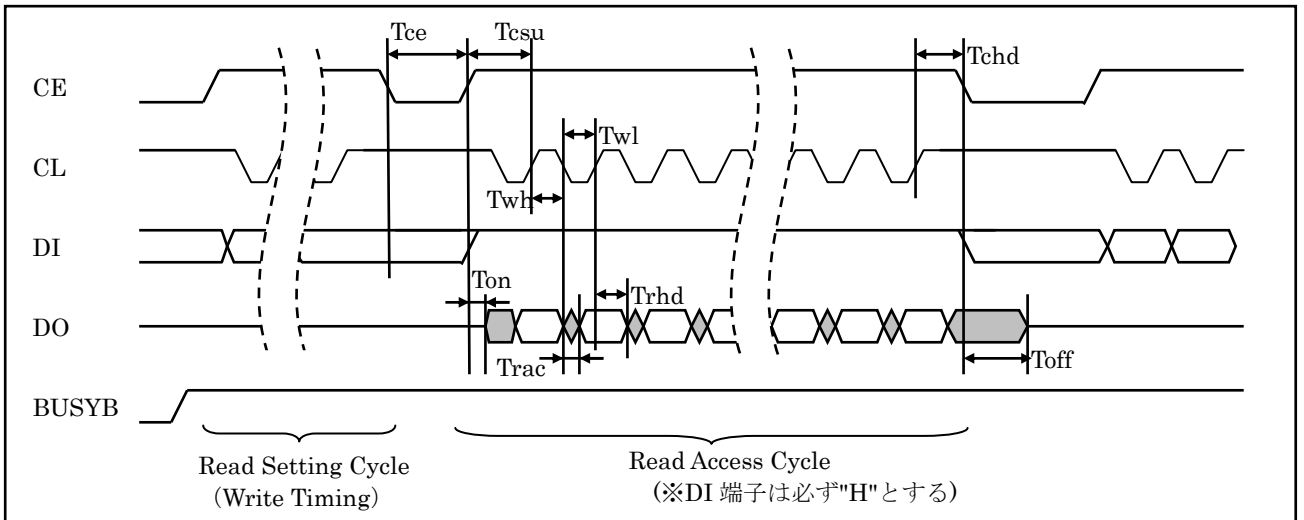 Tce Tcsu Tchd
CE
Twl
CL
Twh
DI
Ton
Trhd
DO
Trac Toff
BUSYB
Read Setting Cycle Read Access Cycle
(Write Timing) (※DI 端子は必ず"H"とする)